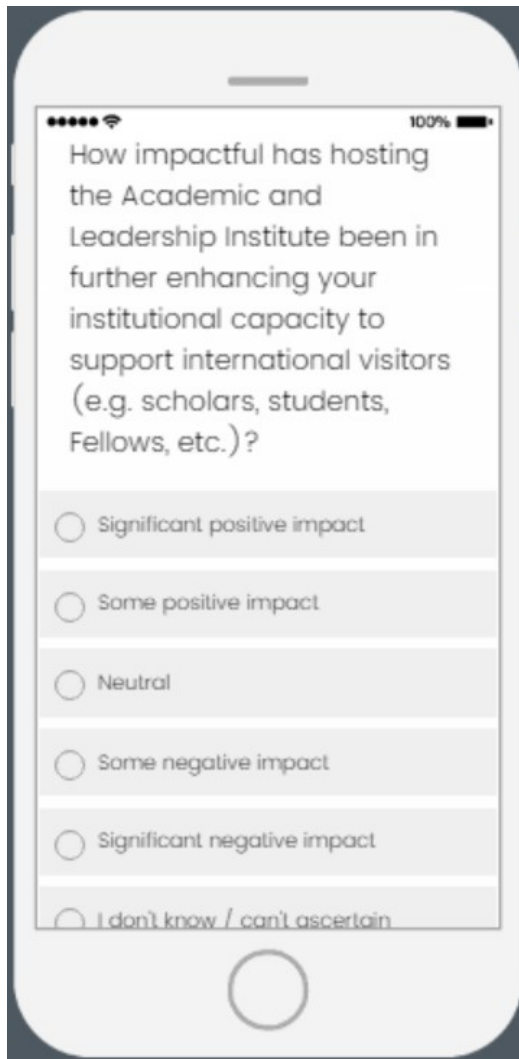 100%
How impactful has hosting
the Academic and
Leadership Institute been in
further enhancing your
institutional capacity to
support international visitors
(e.g. scholars, students,
Fellows, etc.)?
Significant positive impact
Some positive impact
Neutral
Some negative impact
Significant negative impact
I don't know / can't ascertain